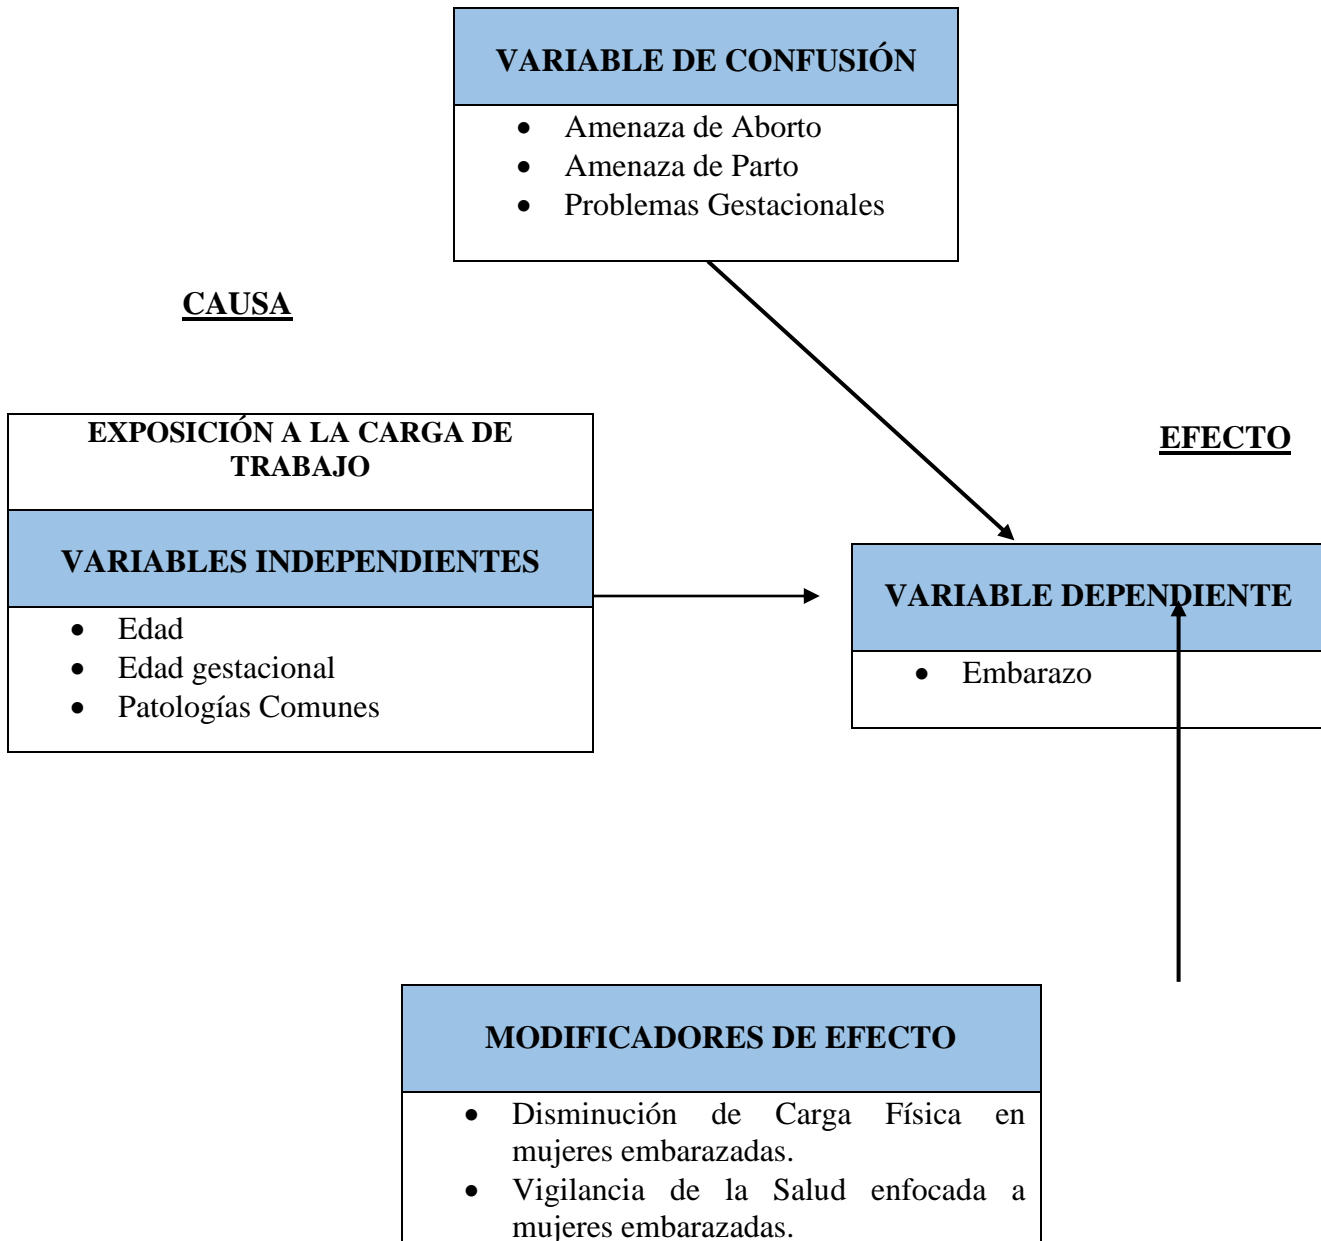 VARIABLE DE CONFUSIÓN
• Amenaza de Aborto
• Amenaza de Parto
• Problemas Gestacionales
CAUSA
EXPOSICIÓN A LA CARGA DE
TRABAJO
VARIABLES INDEPENDIENTES
• Edad
• Edad gestacional
• Patologías Comunes
EFECTO
VARIABLE DEPENDIENTE
• Embarazo
MODIFICADORES DE EFECTO
• Disminución de Carga Física en
mujeres embarazadas.
• Vigilancia de la Salud enfocada a
mujeres embarazadas.